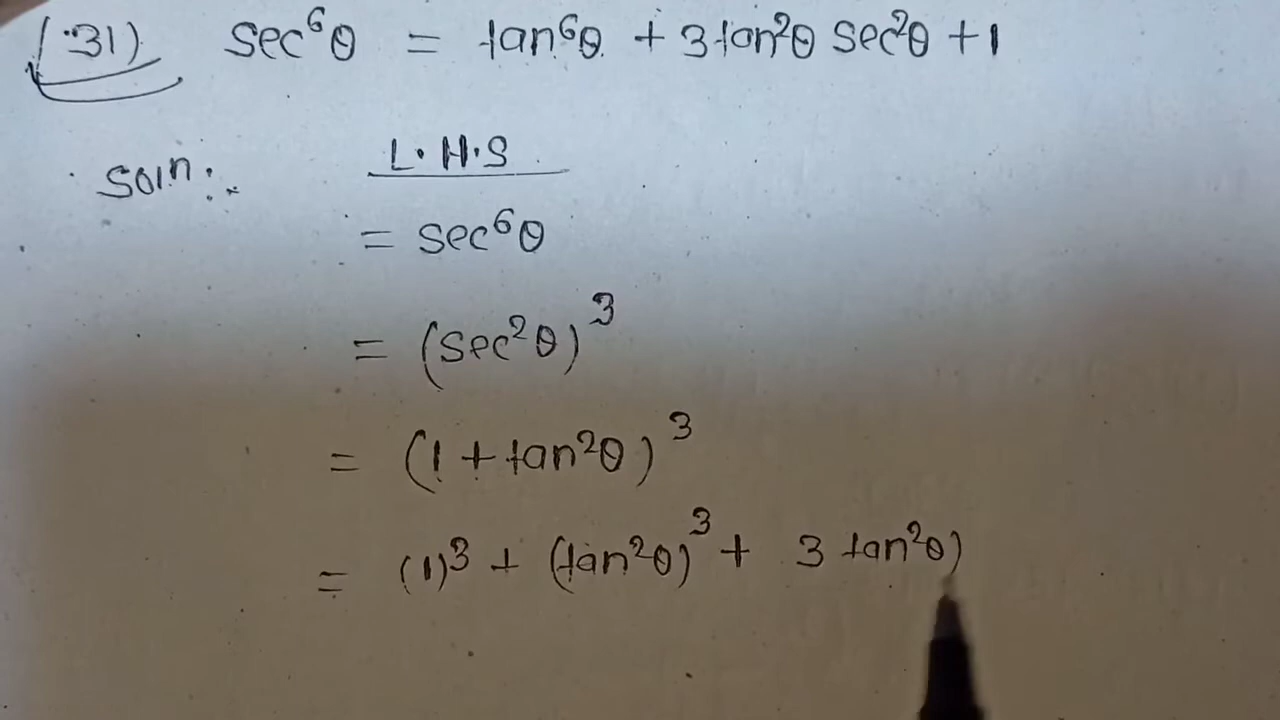 (31) sec⁶θ = tan⁶θ + 3tan²θ sec²θ + 1
Soln:
L.H.S
= sec⁶θ
= (sec²θ)³
= (1 + tan²θ)³
= (1)³ + (tan²θ)³ + 3 tan²θ)